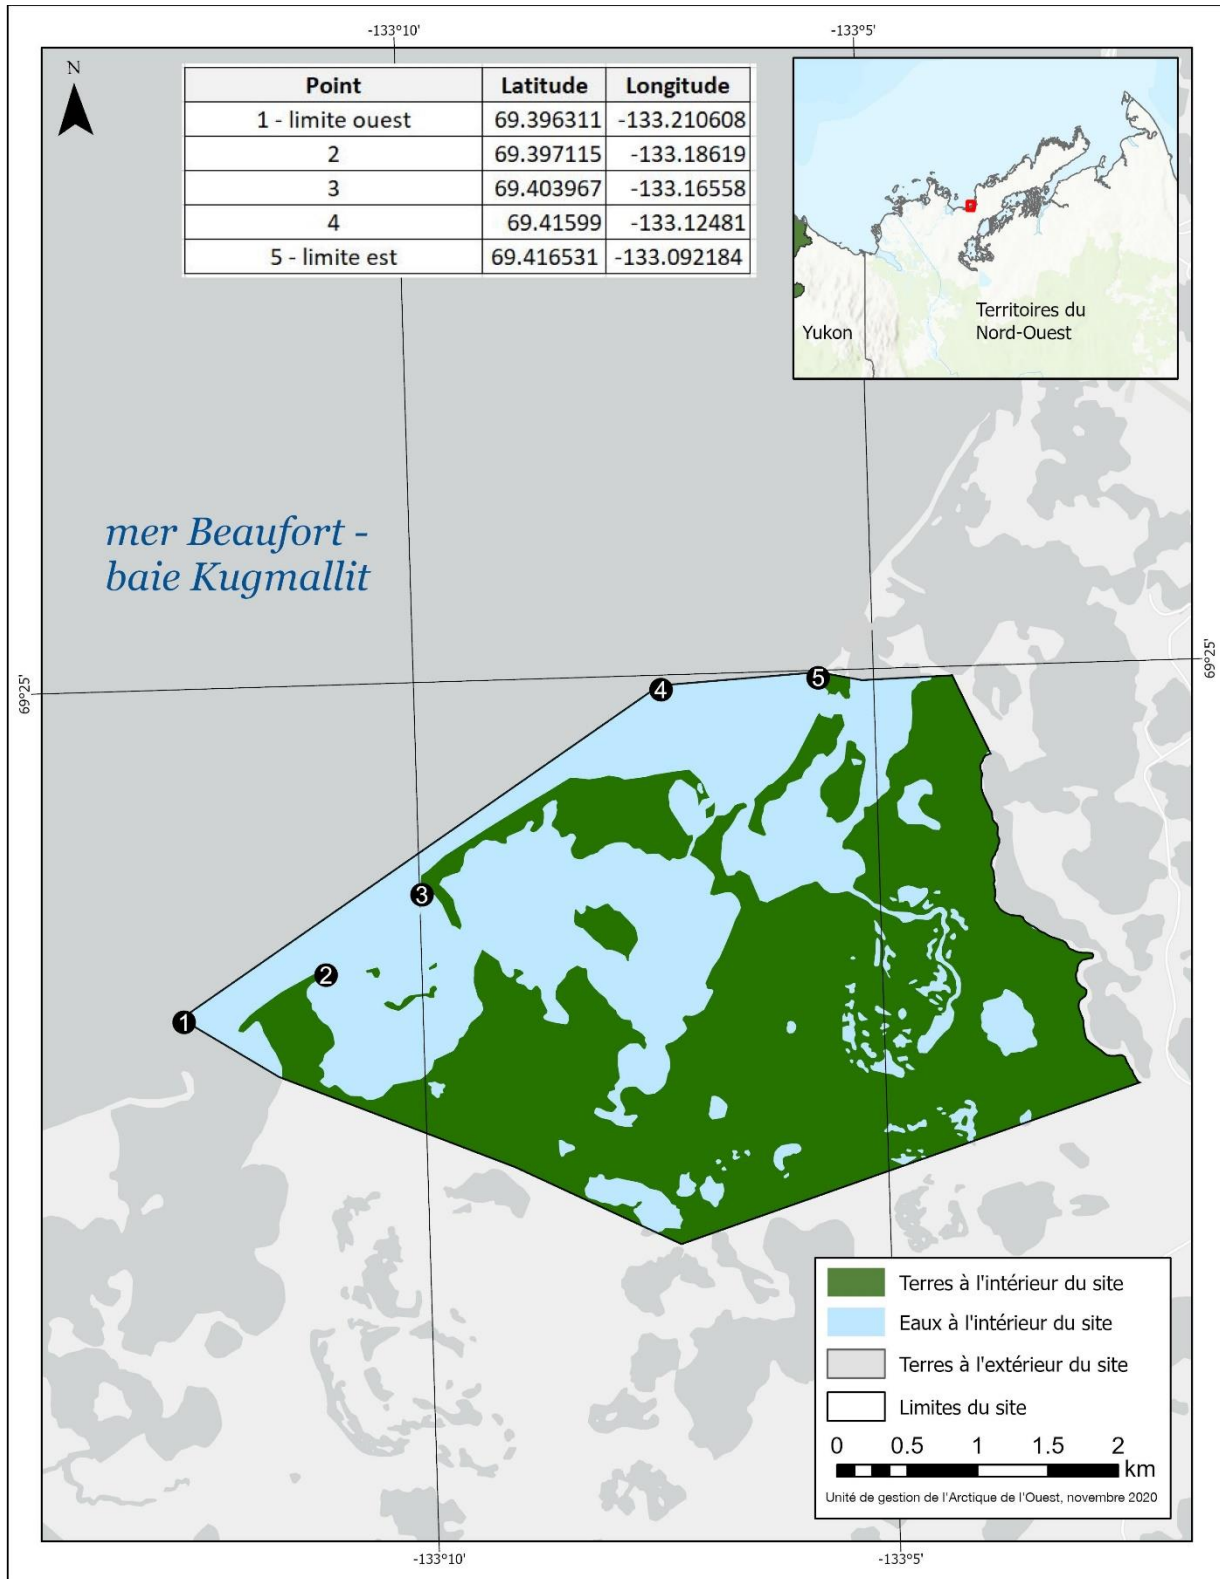 -133°10' -133°5'
N
Point Latitude Longitude
1 - limite ouest 69.396311 -133.210608
2 69.397115 -133.18619
3 69.403967 -133.16558
4 69.41599 -133.12481
5 - limite est 69.416531 -133.092184
Yukon
Territoires du
Nord-Ouest
mer Beaufort -
baie Kugmallit
69°25'
69°25'
5
4
3
2
1
Terres à l'intérieur du site
Eaux à l'intérieur du site
Terres à l'extérieur du site
Limites du site
0 0.5 1 1.5 2
km
Unité de gestion de l'Arctique de l'Ouest, novembre 2020
-133°10' -133°5'